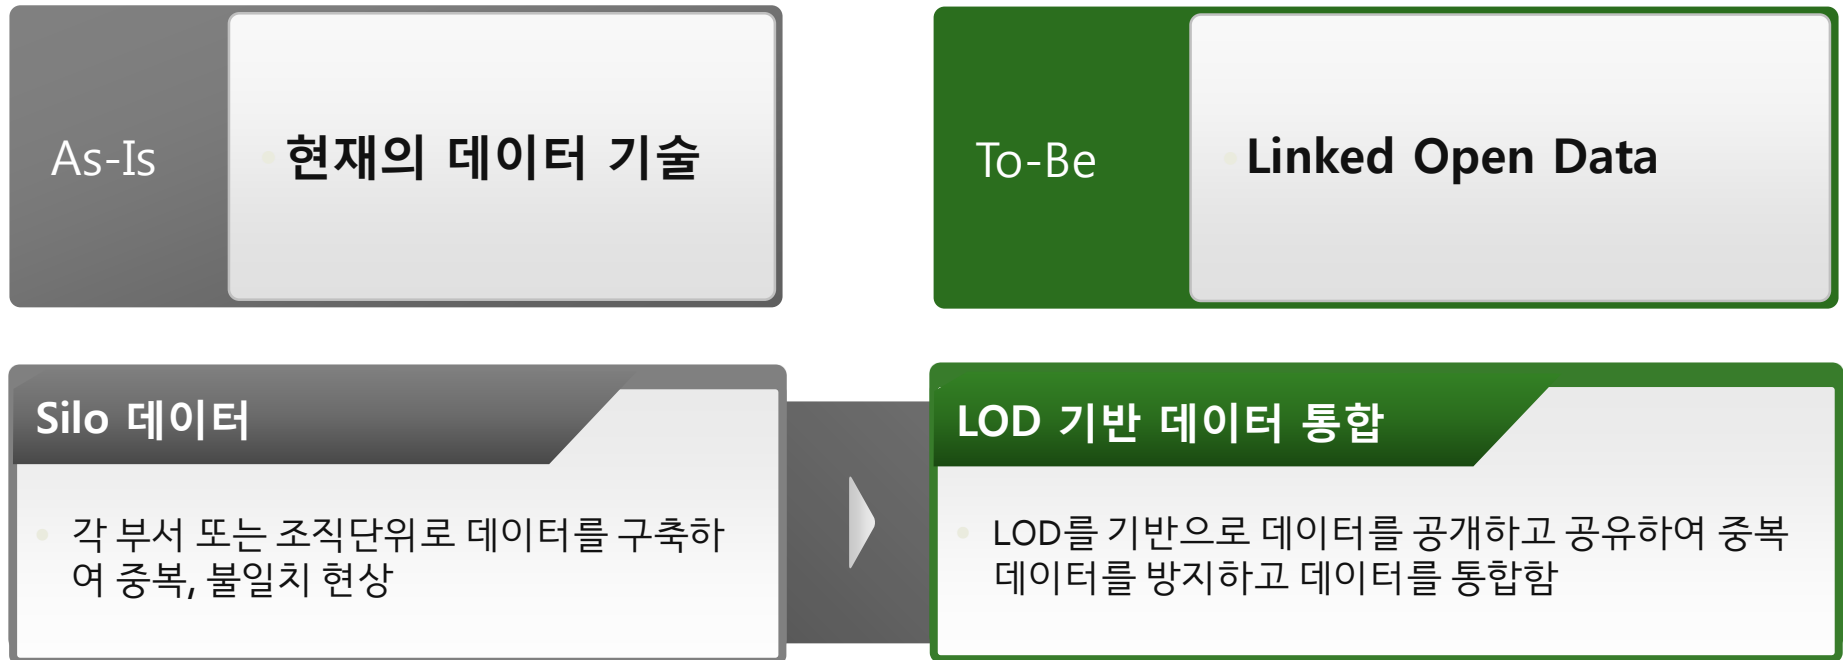 As-Is
• 현재의 데이터 기술
To-Be
• Linked Open Data
Silo 데이터
• 각 부서 또는 조직단위로 데이터를 구축하
여 중복, 불일치 현상
LOD 기반 데이터 통합
• LOD를 기반으로 데이터를 공개하고 공유하여 중복
데이터를 방지하고 데이터를 통합함